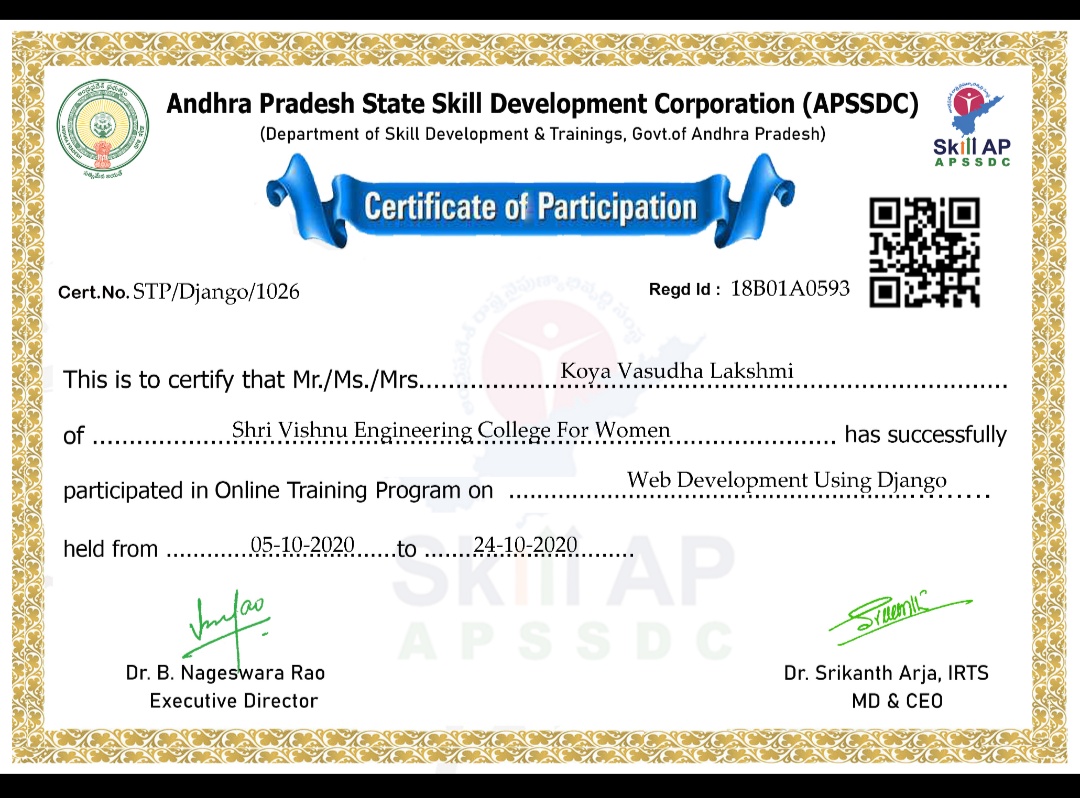 Andhra Pradesh State Skill Development Corporation (APSSDC)
(Department of Skill Development & Trainings, Govt.of Andhra Pradesh)
Skill AP
APSSDC
Certificate of Participation
Cert.No. STP/Django/1026
Regd Id : 18B01A0593
This is to certify that Mr./Ms./Mrs. Koya Vasudha Lakshmi
of Shri Vishnu Engineering College For Women has successfully
participated in Online Training Program on Web Development Using Django
held from 05-10-2020 to 24-10-2020
Skill AP
APSSDC
Dr. B. Nageswara Rao
Executive Director
Dr. Srikanth Arja, IRTS
MD & CEO